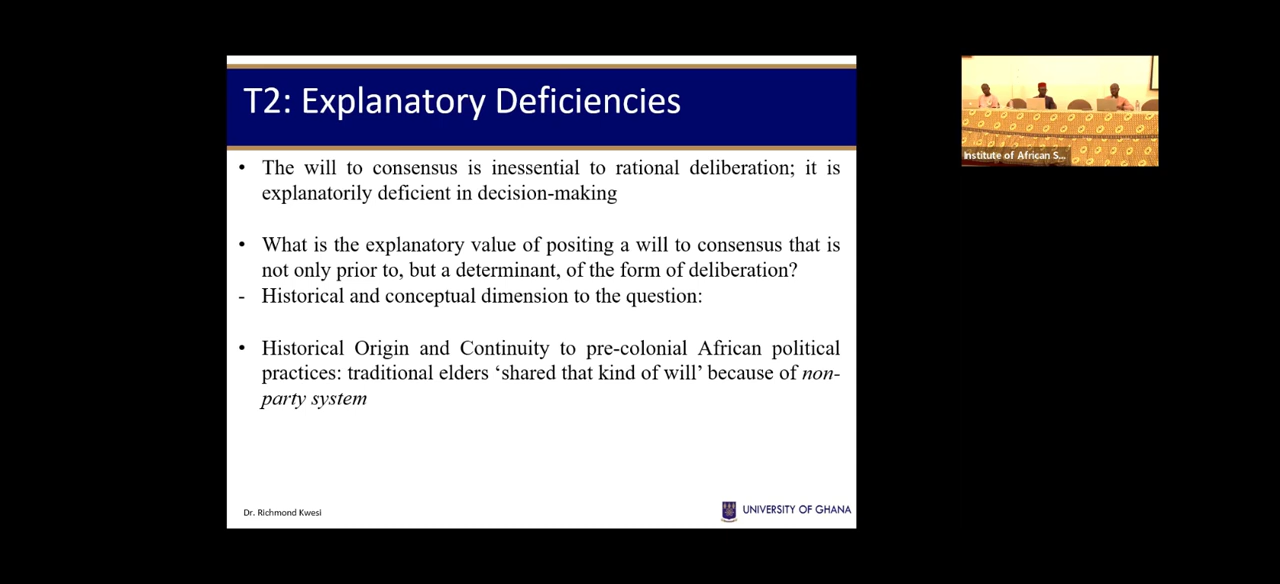 T2: Explanatory Deficiencies
• The will to consensus is inessential to rational deliberation; it is
explanatorily deficient in decision-making
• What is the explanatory value of positing a will to consensus that is
not only prior to, but a determinant, of the form of deliberation?
- Historical and conceptual dimension to the question:
• Historical Origin and Continuity to pre-colonial African political
practices: traditional elders ‘shared that kind of will’ because of non-
party system
Dr. Richmond Kwesi
UNIVERSITY OF GHANA
Institute of African S...